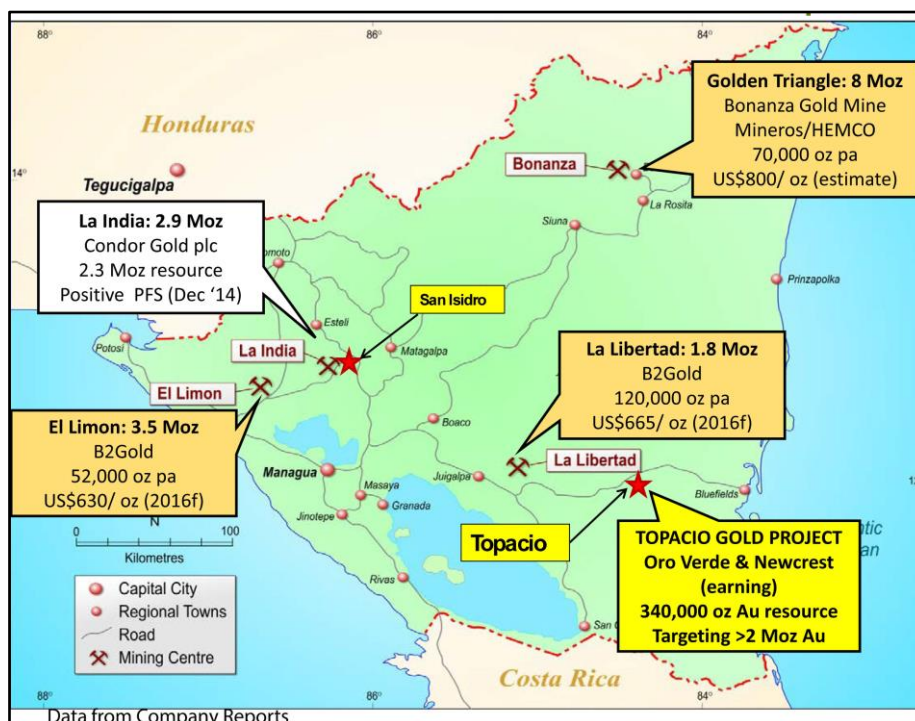 88
86
84
Honduras
Golden Triangle: 8 Moz
Bonanza Gold Mine
Mineros/HEMCO
70,000 oz pa
US$800/ oz (estimate)
14
Tegucigalpa
Bonanza
La Rosita
Siuna
La India: 2.9 Moz
Condor Gold plc
2.3 Moz resource
Positive PFS (Dec ‘14)
omoto
San Isidro
Prinzapolka
Esteli
Potosi
La India
Matagalpa
La Libertad: 1.8 Moz
B2Gold
120,000 oz pa
US$665/ oz (2016f)
El Limon
El Limon: 3.5 Moz
B2Gold
52,000 oz pa
US$630/ oz (2016f)
Boaco
Managua
La Libertad
Juigalpa
Masaya
Granada
Jinotepe
Bluefields
N
0
100
Kilometres
Topacio
TOPACIO GOLD PROJECT
Oro Verde & Newcrest
(earning)
340,000 oz Au resource
Targeting >2 Moz Au
ntic
an
Capital City
Regional Towns
Road
Mining Centre
Rivas
San
Costa Rica
88
86
84
Data from Company Reports